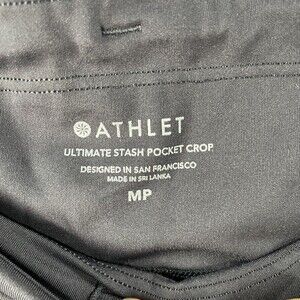 ATHLET
ULTIMATE STASH POCKET CROP
DESIGNED IN SAN FRANCISCO
MADE IN SRI LANKA
MP